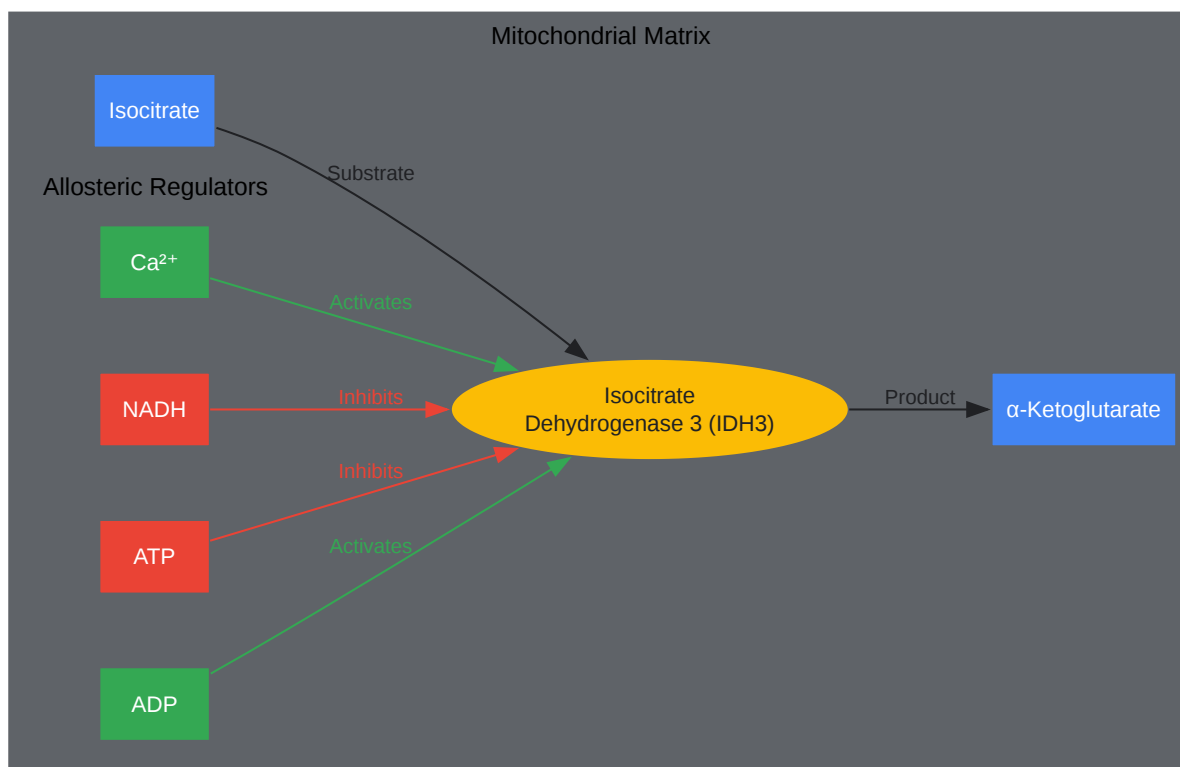 Mitochondrial Matrix
Isocitrate
Substrate
Allosteric Regulators
Ca²⁺
Activates
NADH
Inhibits
Isocitrate
Dehydrogenase 3 (IDH3)
Product
α-Ketoglutarate
Inhibits
ATP
Activates
ADP